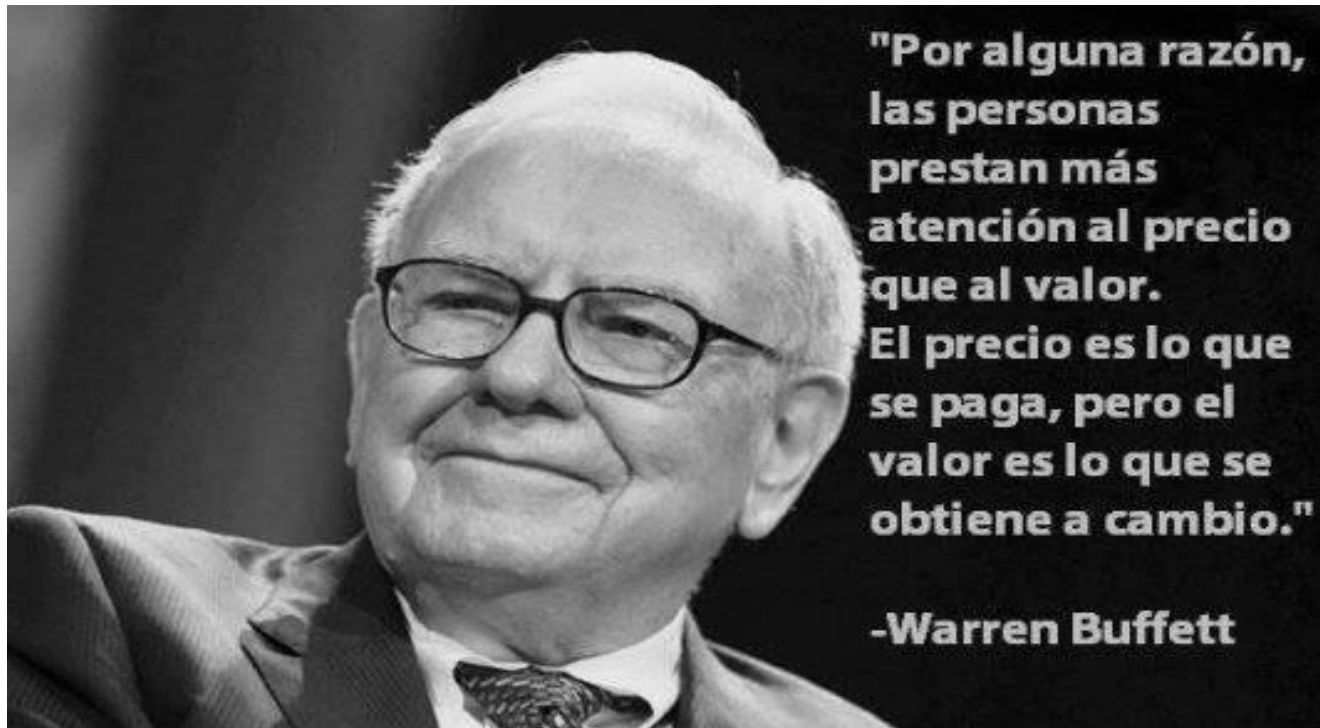 "Por alguna razón,
las personas
prestan más
atención al precio
que al valor.
El precio es lo que
se paga, pero el
valor es lo que se
obtiene a cambio."
-Warren Buffett